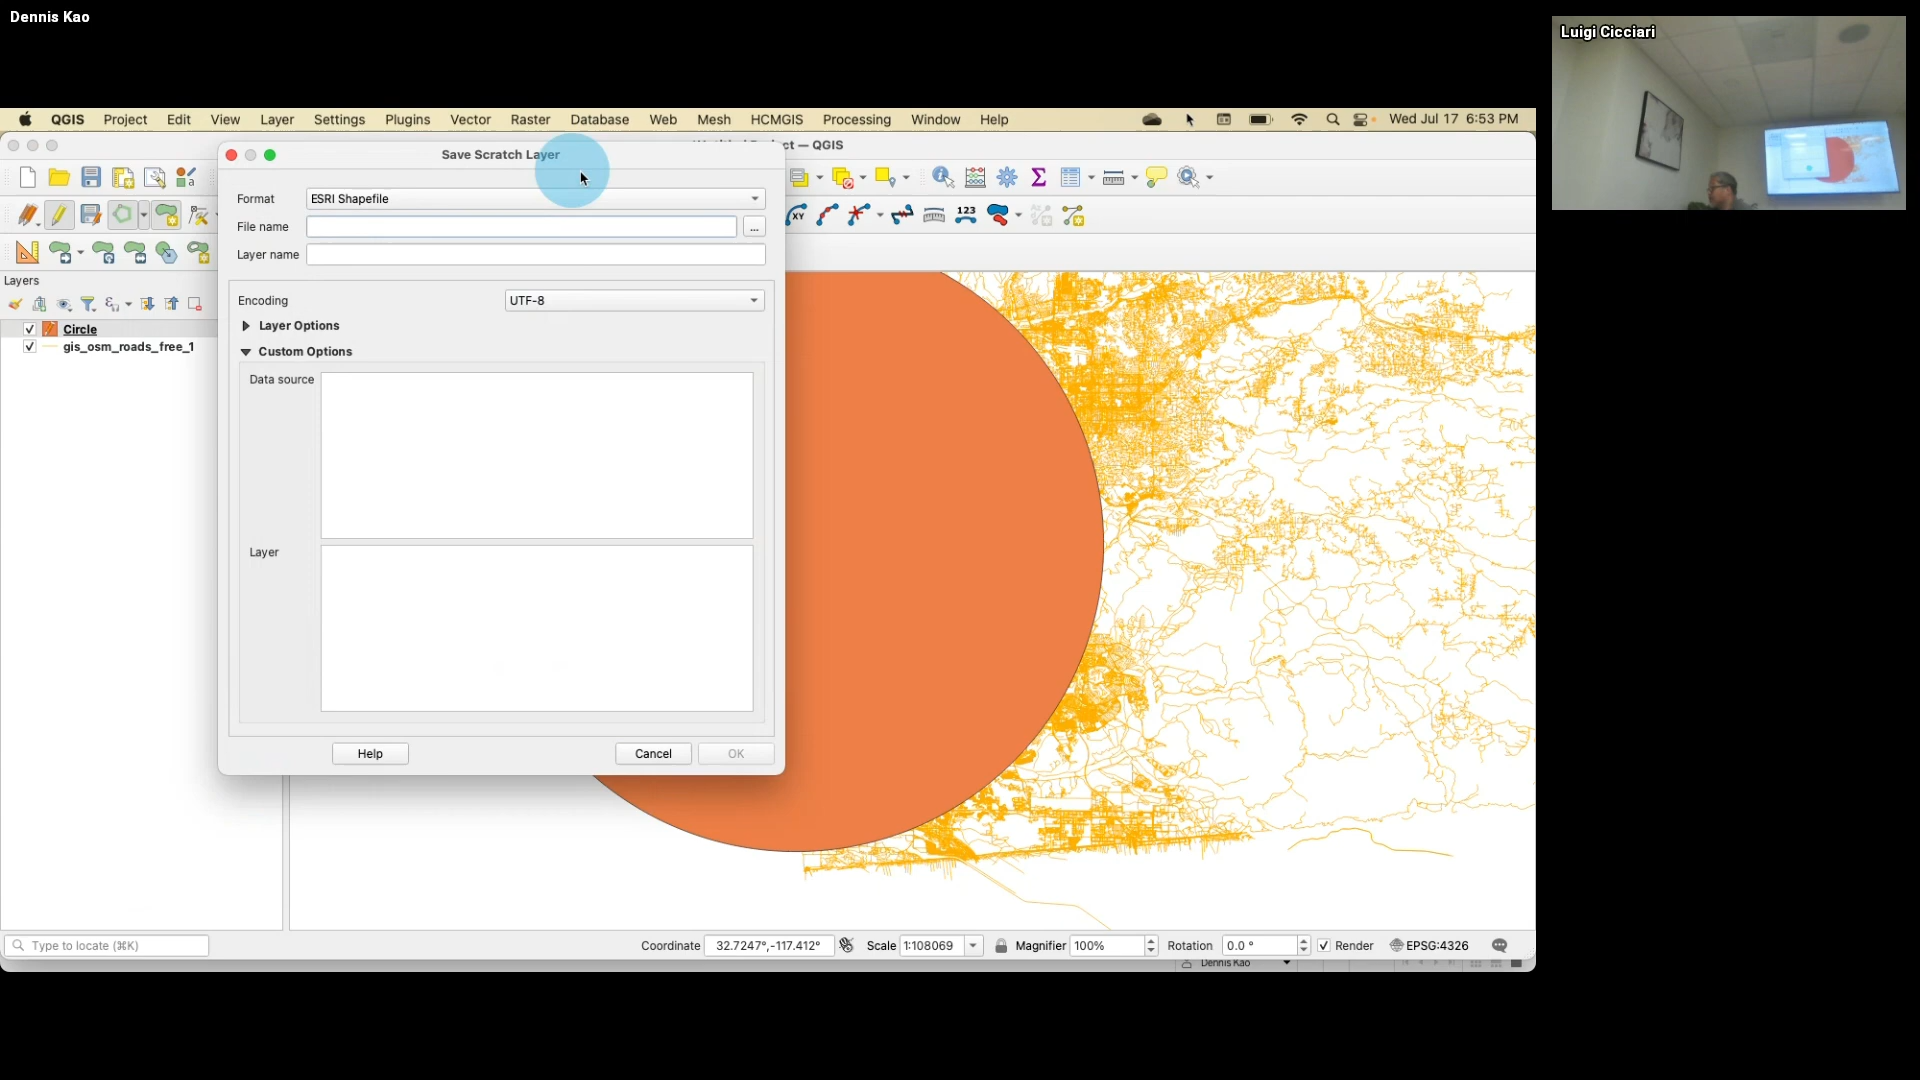 Dennis Kao
Luigi Cicciari
QGIS Project Edit View Layer Settings Plugins Vector Raster Database Web Mesh HCMGIS Processing Window Help Wed Jul 17 6:53 PM
— QGIS
Save Scratch Layer
Format ESRI Shapefile
File name ...
Layer name
Encoding UTF-8
Layer Options
Custom Options
Data source
Layer
Help Cancel OK
XY 123
Layers
Circle
gis_osm_roads_free_1
Type to locate (⌘K) Coordinate 32.7247°,-117.412° Scale 1:108069 Magnifier 100% Rotation 0.0 ° Render EPSG:4326
Dennis Kao